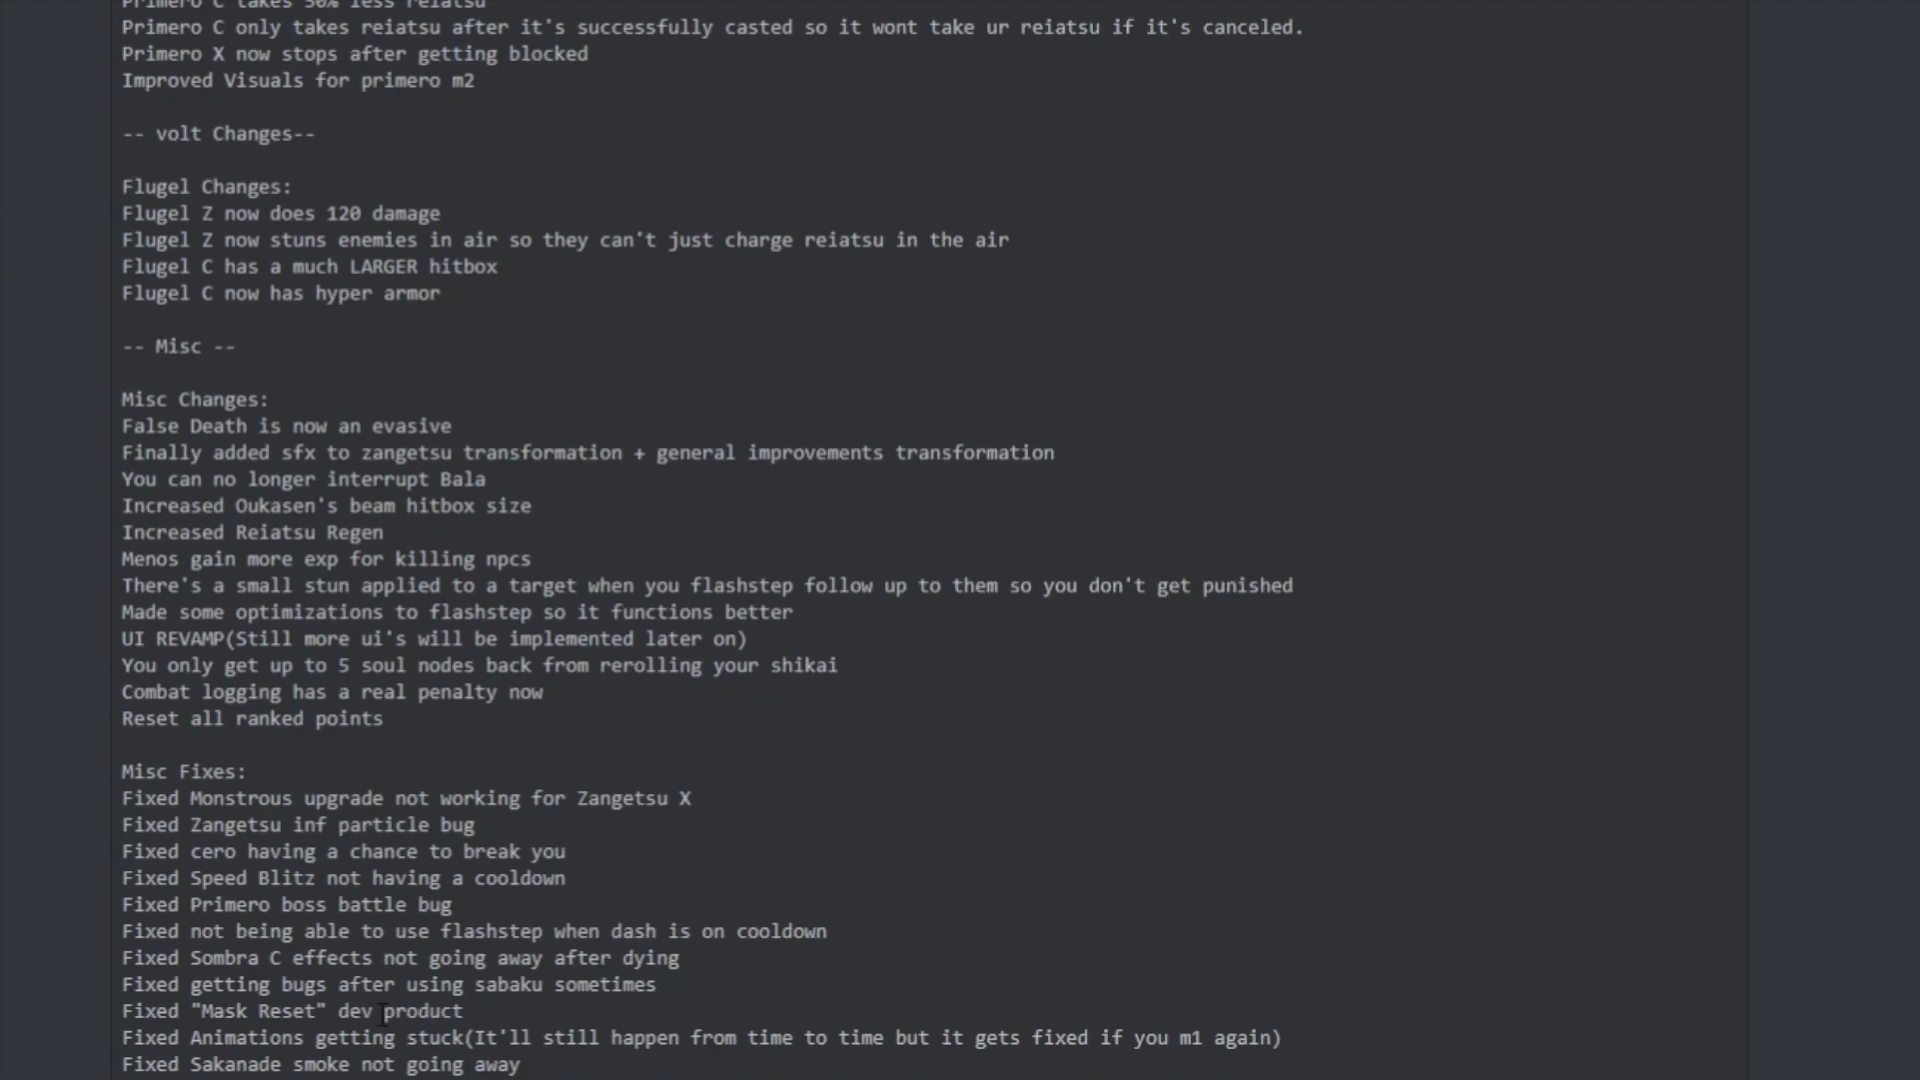 Primero C takes 50% less reiatsu
Primero C only takes reiatsu after it's successfully casted so it wont take ur reiatsu if it's canceled.
Primero X now stops after getting blocked
Improved Visuals for primero m2
-- volt Changes--
Flugel Changes:
Flugel Z now does 120 damage
Flugel Z now stuns enemies in air so they can't just charge reiatsu in the air
Flugel C has a much LARGER hitbox
Flugel C now has hyper armor
-- Misc --
Misc Changes:
False Death is now an evasive
Finally added sfx to zangetsu transformation + general improvements transformation
You can no longer interrupt Bala
Increased Oukasen's beam hitbox size
Increased Reiatsu Regen
Menos gain more exp for killing npcs
There's a small stun applied to a target when you flashstep follow up to them so you don't get punished
Made some optimizations to flashstep so it functions better
UI REVAMP(Still more ui's will be implemented later on)
You only get up to 5 soul nodes back from rerolling your shikai
Combat logging has a real penalty now
Reset all ranked points
Misc Fixes:
Fixed Monstrous upgrade not working for Zangetsu X
Fixed Zangetsu inf particle bug
Fixed cero having a chance to break you
Fixed Speed Blitz not having a cooldown
Fixed Primero boss battle bug
Fixed not being able to use flashstep when dash is on cooldown
Fixed Sombra C effects not going away after dying
Fixed getting bugs after using sabaku sometimes
Fixed "Mask Reset" dev product
Fixed Animations getting stuck(It'll still happen from time to time but it gets fixed if you m1 again)
Fixed Sakanade smoke not going away